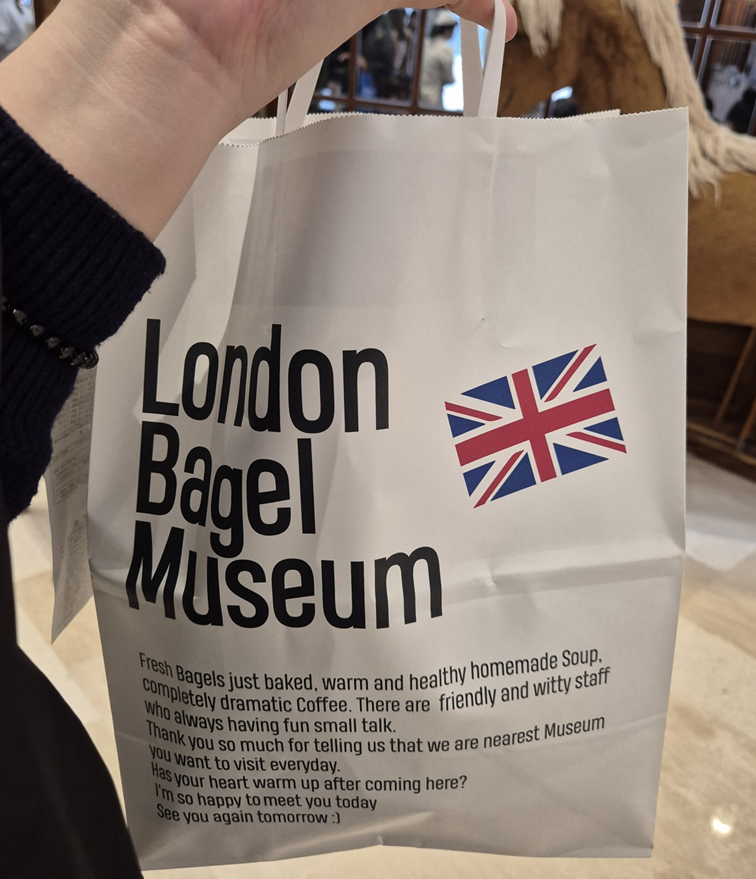 London
Bagel
Museum
Fresh Bagels just baked, warm and healthy homemade Soup,
completely dramatic Coffee. There are friendly and witty staff
who always having fun small talk.
Thank you so much for telling us that we are nearest Museum
you want to visit everyday.
Has your heart warm up after coming here?
I'm so happy to meet you today
See you again tomorrow :)